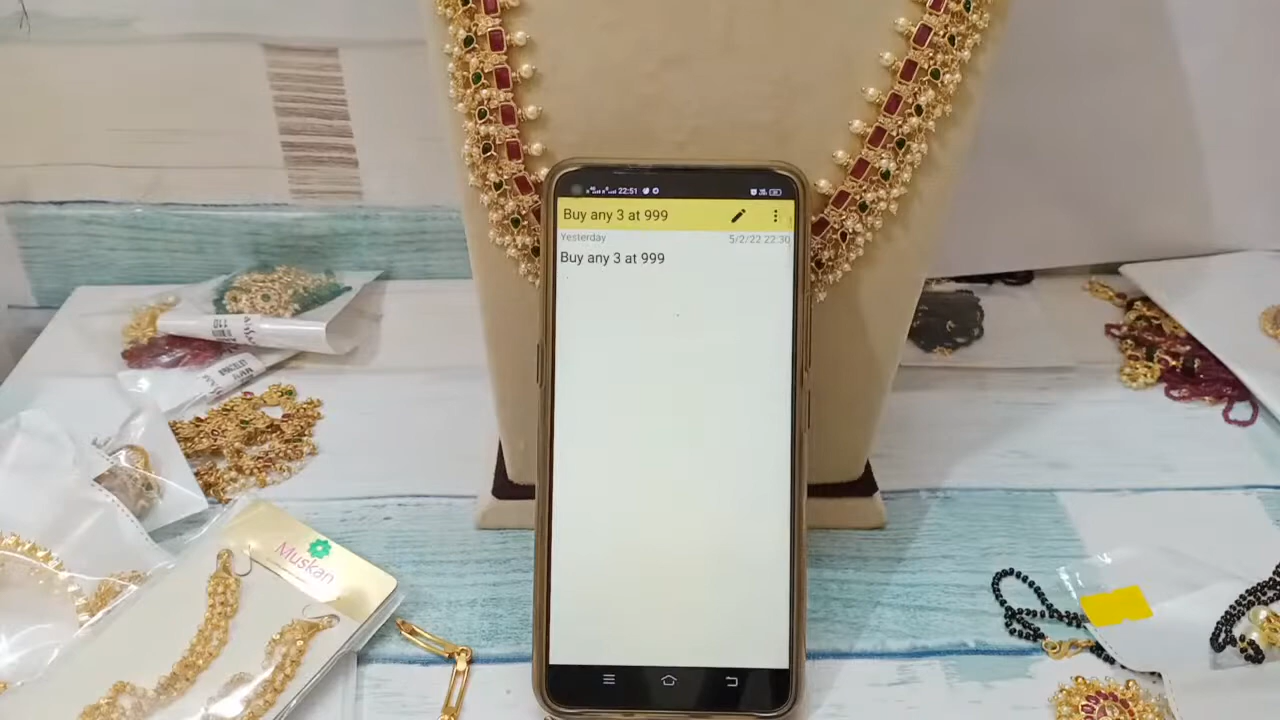 22:51
Buy any 3 at 999
Yesterday 5/2/22 22:30
Buy any 3 at 999
110
Muskan